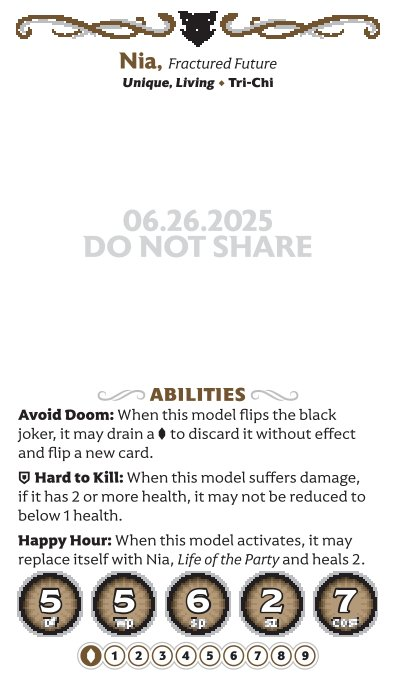 Nia, Fractured Future
Unique, Living • Tri-Chi
06.26.2025
DO NOT SHARE
ABILITIES
Avoid Doom: When this model flips the black
joker, it may drain a to discard it without effect
and flip a new card.
Hard to Kill: When this model suffers damage,
if it has 2 or more health, it may not be reduced to
below 1 health.
Happy Hour: When this model activates, it may
replace itself with Nia, Life of the Party and heals 2.
5 5 6 2 7
Df Wp Sp Sz Cost
1 2 3 4 5 6 7 8 9